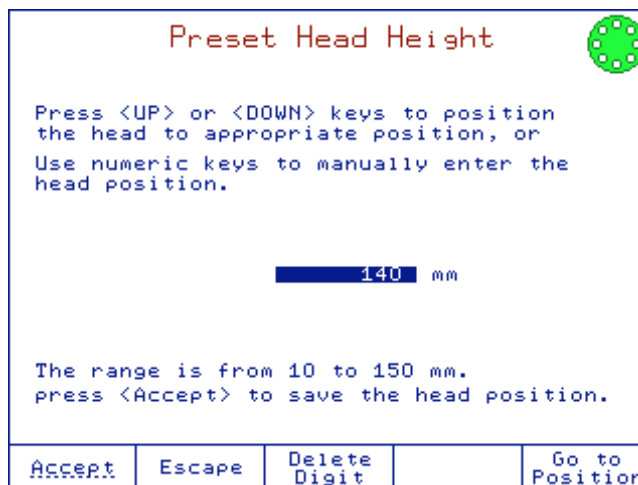 Preset Head Height
Press <UP> or <DOWN> keys to position
the head to appropriate position, or
Use numeric keys to manually enter the
head position.
140 mm
The range is from 10 to 150 mm.
press <Accept> to save the head position.
Accept
Escape
Delete
Digit
Go to
Position